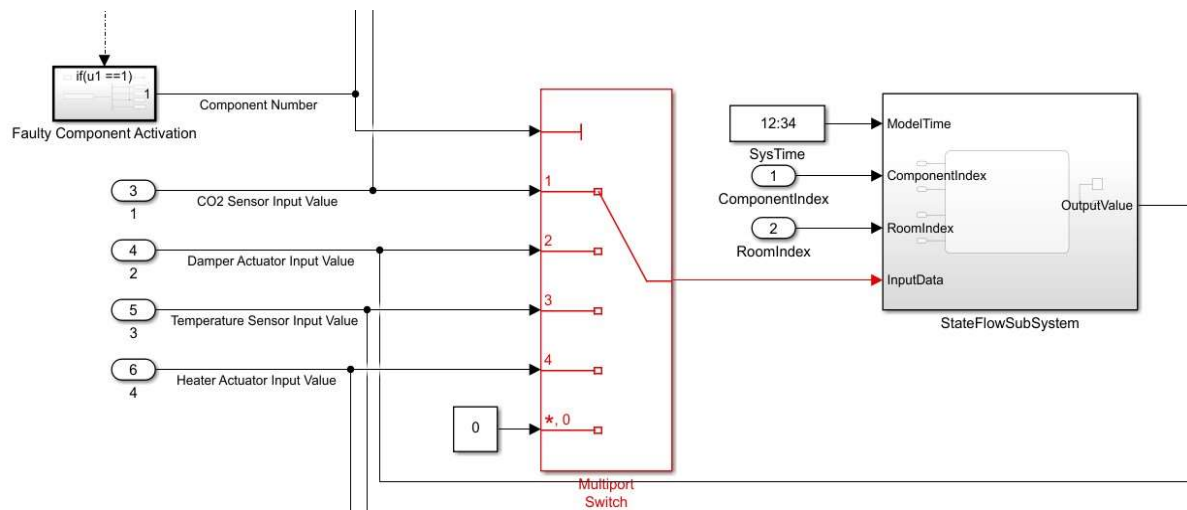 if(u1 ==1)
1
Faulty Component Activation
Component Number
3
1
CO2 Sensor Input Value
4
2
Damper Actuator Input Value
5
3
Temperature Sensor Input Value
6
4
Heater Actuator Input Value
0
1
2
3
4
*, 0
Multiport
Switch
12:34
SysTime
1
ComponentIndex
2
RoomIndex
ModelTime
ComponentIndex
RoomIndex
InputData
OutputValue
StateFlowSubSystem